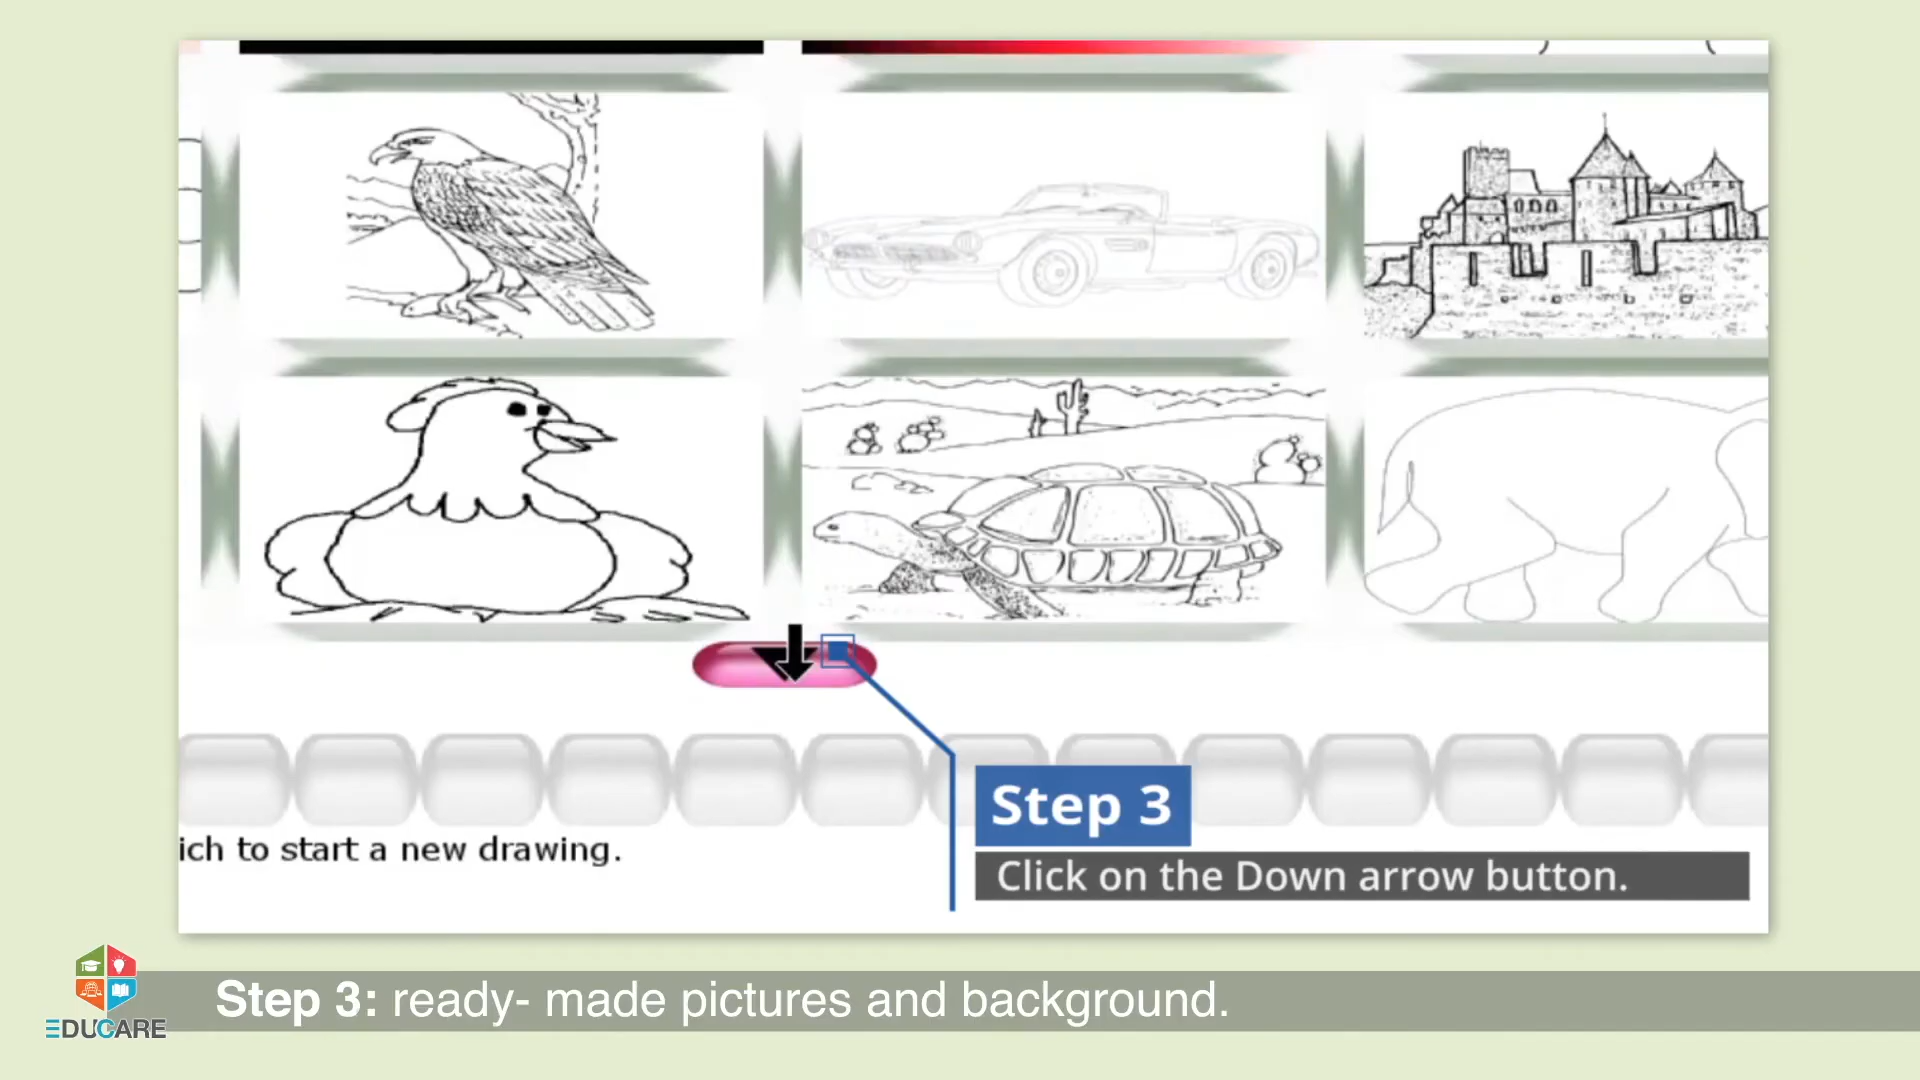 ich to start a new drawing.
Step 3
Click on the Down arrow button.
Step 3: ready- made pictures and background.
EDUCARE